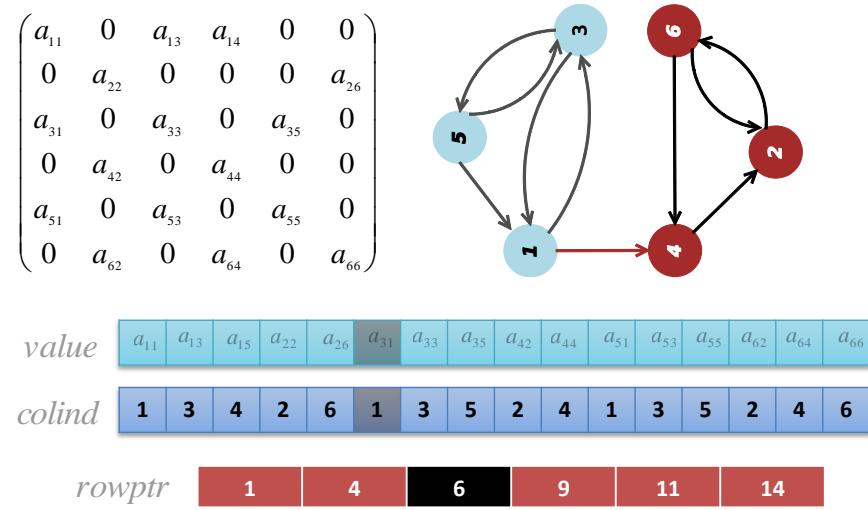 a11 0 a13 a14 0 0
0 a22 0 0 0 a26
a31 0 a33 0 a35 0
0 a42 0 a44 0 0
a51 0 a53 0 a55 0
0 a62 0 a64 0 a66
3
6
5
2
1
4
value a11 a13 a15 a22 a26 a31 a33 a35 a42 a44 a51 a53 a55 a62 a64 a66
colind 1 3 4 2 6 1 3 5 2 4 1 3 5 2 4 6
rowptr 1 4 6 9 11 14